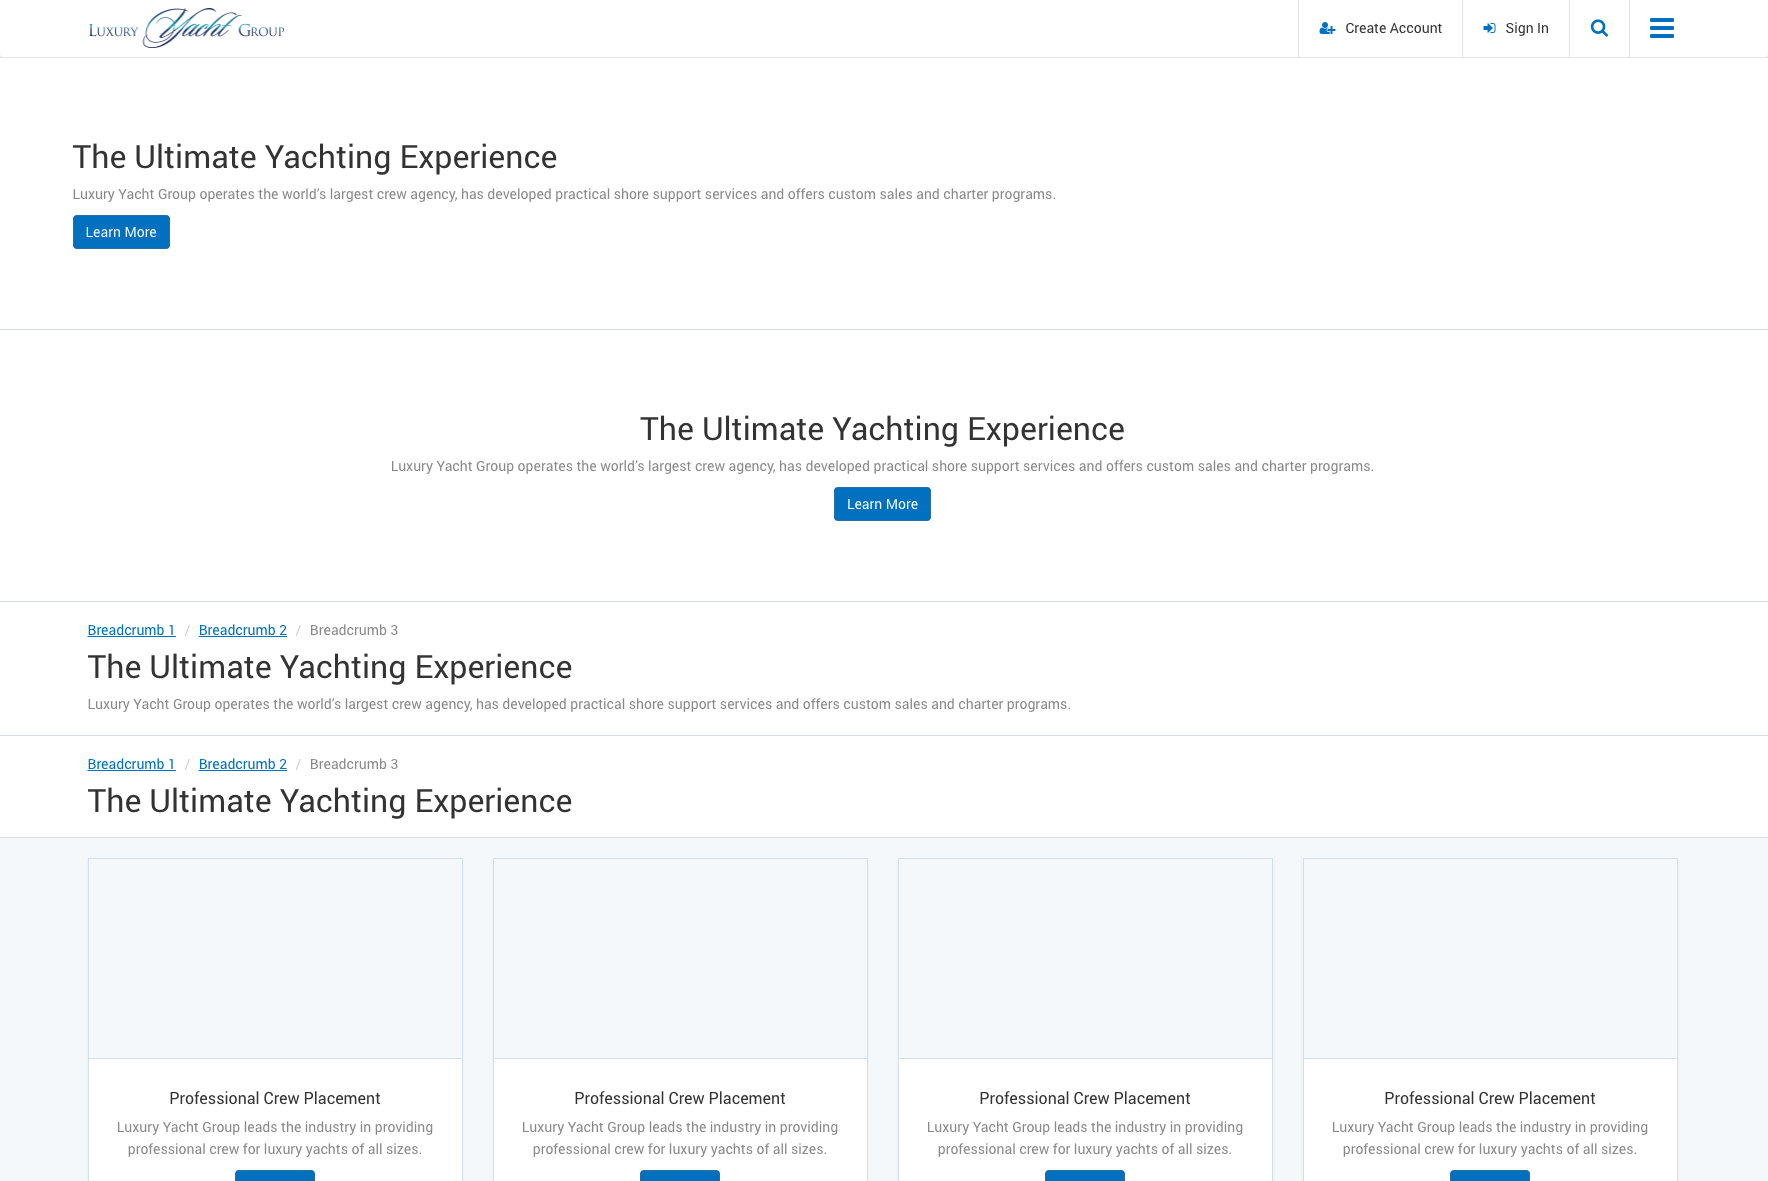 Luxury Yacht Group
Create Account
Sign In
The Ultimate Yachting Experience
Luxury Yacht Group operates the world's largest crew agency, has developed practical shore support services and offers custom sales and charter programs.
Learn More
The Ultimate Yachting Experience
Luxury Yacht Group operates the world's largest crew agency, has developed practical shore support services and offers custom sales and charter programs.
Learn More
Breadcrumb 1 / Breadcrumb 2 / Breadcrumb 3
The Ultimate Yachting Experience
Luxury Yacht Group operates the world's largest crew agency, has developed practical shore support services and offers custom sales and charter programs.
Breadcrumb 1 / Breadcrumb 2 / Breadcrumb 3
The Ultimate Yachting Experience
Professional Crew Placement
Luxury Yacht Group leads the industry in providing
professional crew for luxury yachts of all sizes.
Professional Crew Placement
Luxury Yacht Group leads the industry in providing
professional crew for luxury yachts of all sizes.
Professional Crew Placement
Luxury Yacht Group leads the industry in providing
professional crew for luxury yachts of all sizes.
Professional Crew Placement
Luxury Yacht Group leads the industry in providing
professional crew for luxury yachts of all sizes.